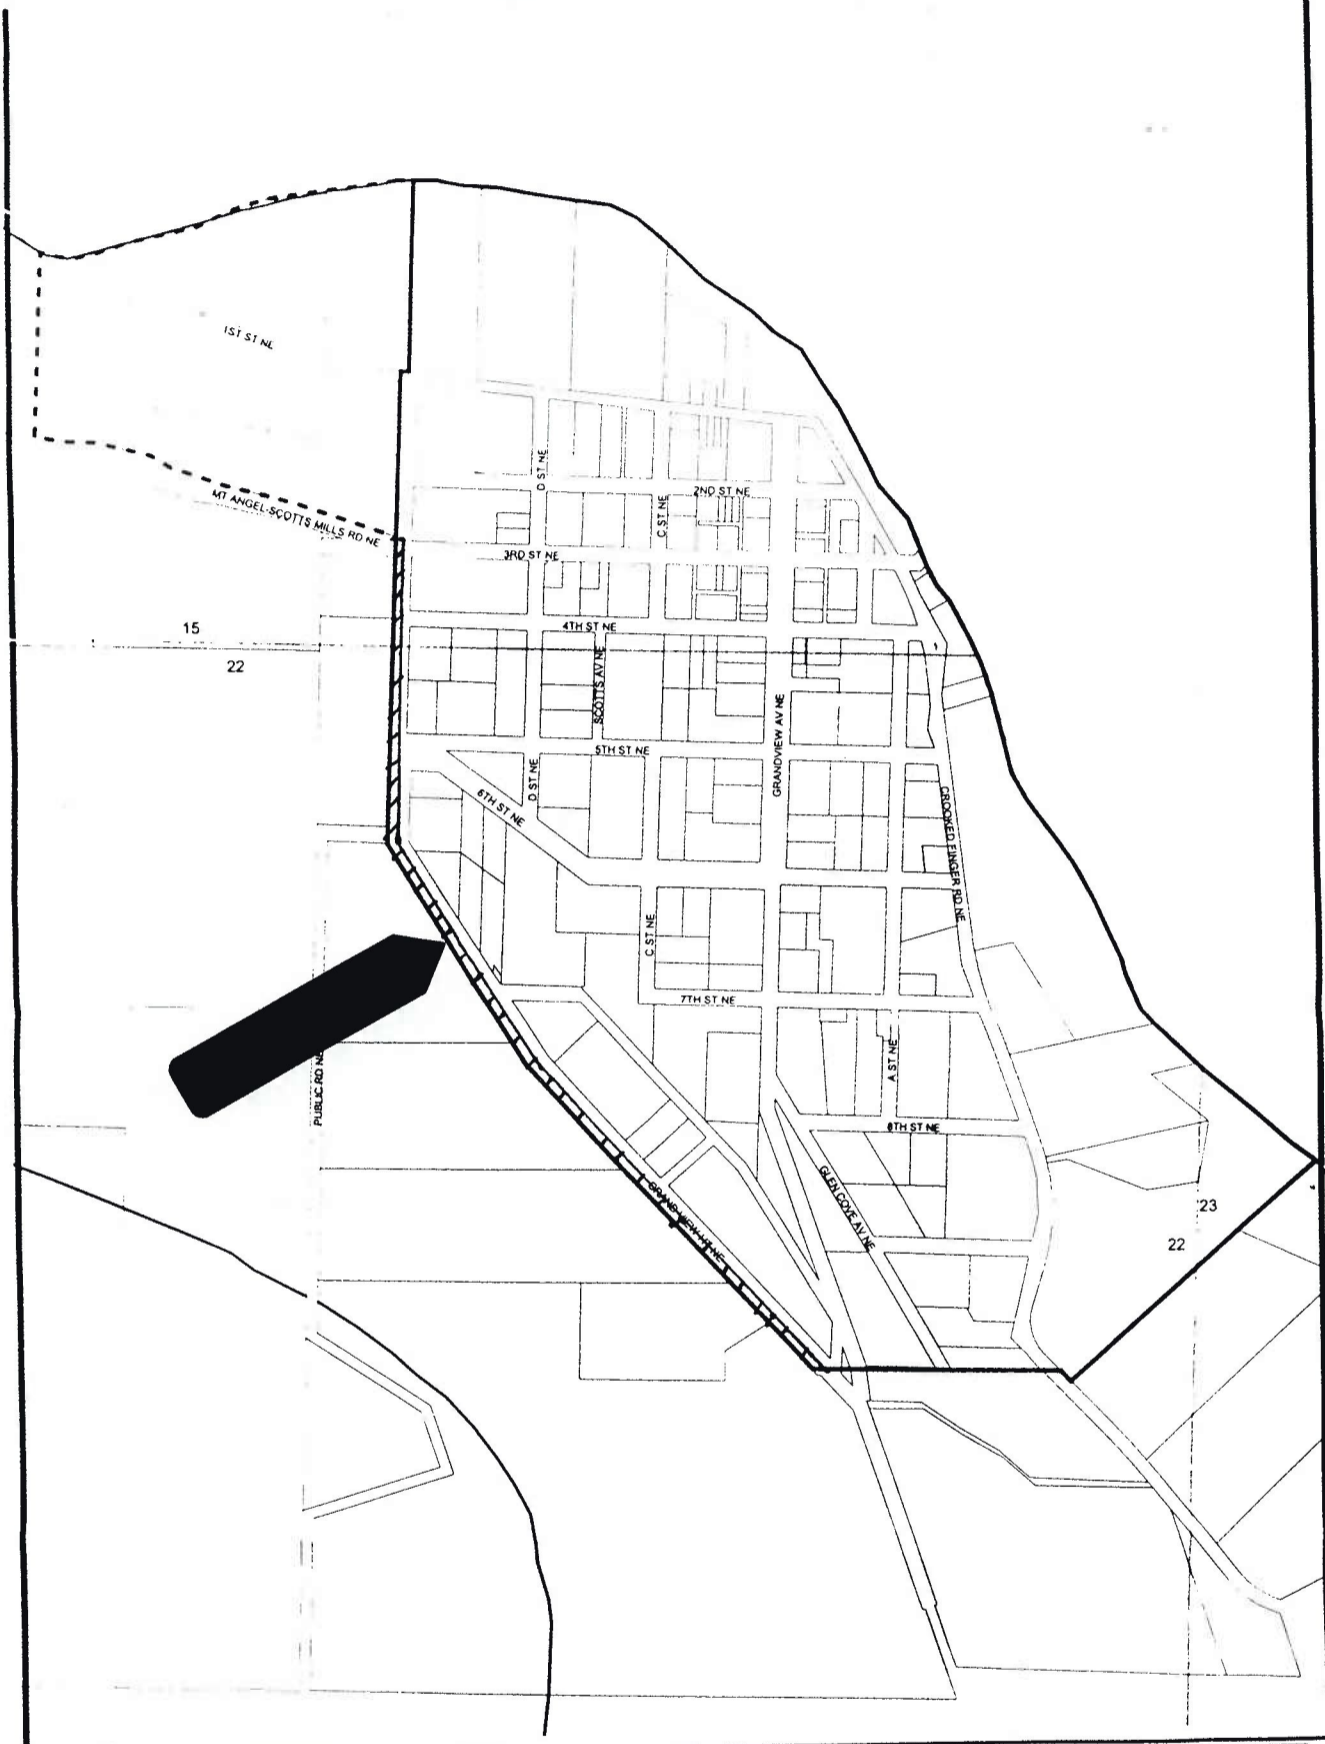 1ST ST NE
D ST NE
2ND ST NE
C ST NE
MT ANGEL-SCOTTS MILLS RD NE
3RD ST NE
15
4TH ST NE
22
SCOTTS AV NE
GRANDVIEW AV NE
5TH ST NE
D ST NE
6TH ST NE
CROOKED FINGER RD NE
C ST NE
7TH ST NE
A ST NE
PUBLIC RD NE
8TH ST NE
GLEN COVE AV NE
23
22